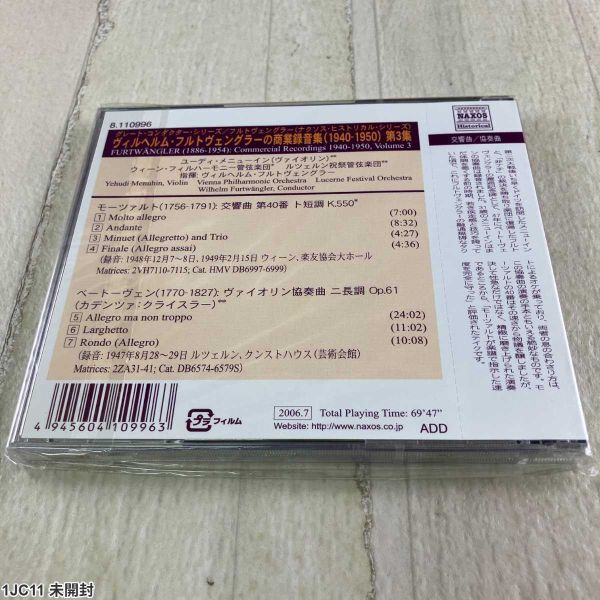 8.110996
グレート・コンダクター・シリーズ/フルトヴェングラー(ナクソス・ヒストリカル・シリーズ)
ヴィルヘルム・フルトヴェングラーの商業録音集(1940-1950) 第3集
FURTWÄNGLER (1886-1954): Commercial Recordings 1940-1950, Volume 3
ユーディ・メニューイン(ヴァイオリン)
ウィーン・フィルハーモニー管弦楽団* ルツェルン祝祭管弦楽団**
指揮:ヴィルヘルム・フルトヴェングラー
Yehudi Menuhin, Violin Vienna Philharmonic Orchestra Lucerne Festival Orchestra
Wilhelm Furtwängler, Conductor
モーツァルト(1756-1791): 交響曲 第40番 ト短調 K.550*
1 Molto allegro (7:00)
2 Andante (8:32)
3 Minuet (Allegretto) and Trio (4:27)
4 Finale (Allegro assai) (4:36)
(録音: 1948年12月7〜8日、1949年2月15日 ウィーン、楽友協会大ホール
Matrices: 2VH7110-7115; Cat. HMV DB6997-6999)
ベートーヴェン(1770-1827): ヴァイオリン協奏曲 ニ長調 Op.61
(カデンツァ:クライスラー)**
5 Allegro ma non troppo (24:02)
6 Larghetto (11:02)
7 Rondo (Allegro) (10:08)
(録音: 1947年8月28〜29日 ルツェルン、クンストハウス(芸術会館)
Matrices: 2ZA31-41; Cat. DB6574-6579S)
4 945604 109963
プラ フィルム
2006.7 Total Playing Time: 69'47"
Website: http://www.naxos.co.jp ADD
NAXOS
Historical
交響曲/協奏曲
1JC11 未開封